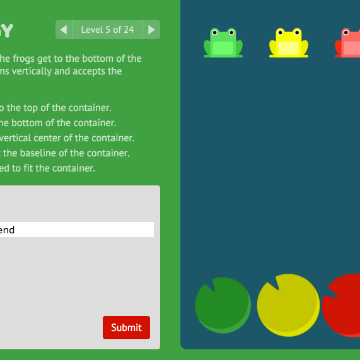 Y
Level 5 of 24
he frogs get to the bottom of the
ns vertically and accepts the
o the top of the container.
he bottom of the container.
vertical center of the container.
t the baseline of the container.
ed to fit the container.
end
Submit